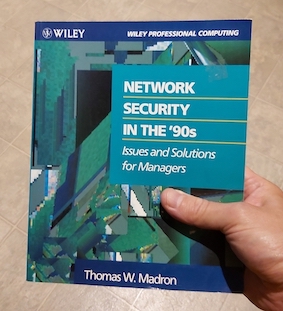 WILEY
WILEY PROFESSIONAL COMPUTING
NETWORK
SECURITY
IN THE '90s
Issues and Solutions
for Managers
Thomas W. Madron